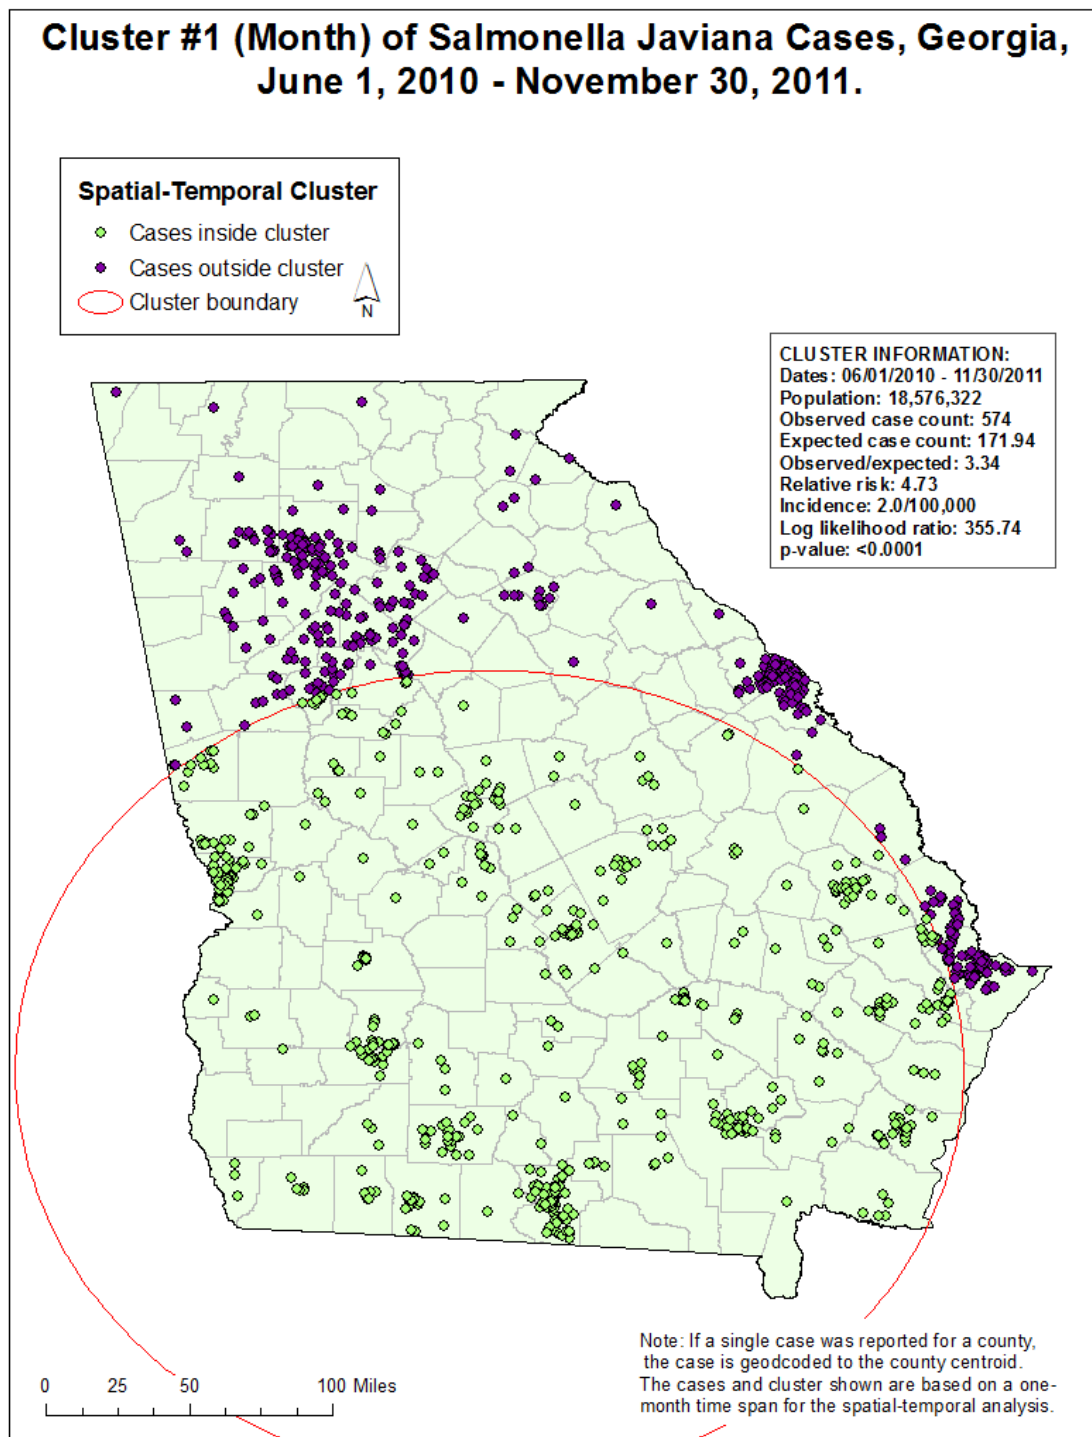 Cluster #1 (Month) of Salmonella Javiana Cases, Georgia,
June 1, 2010 - November 30, 2011.
Spatial-Temporal Cluster
Cases inside cluster
Cases outside cluster
Cluster boundary
N
CLUSTER INFORMATION:
Dates: 06/01/2010 - 11/30/2011
Population: 18,576,322
Observed case count: 574
Expected case count: 171.94
Observed/expected: 3.34
Relative risk: 4.73
Incidence: 2.0/100,000
Log likelihood ratio: 355.74
p-value: <0.0001
Note: If a single case was reported for a county,
the case is geodcoded to the county centroid.
The cases and cluster shown are based on a one-
month time span for the spatial-temporal analysis.
0 25 50 100 Miles